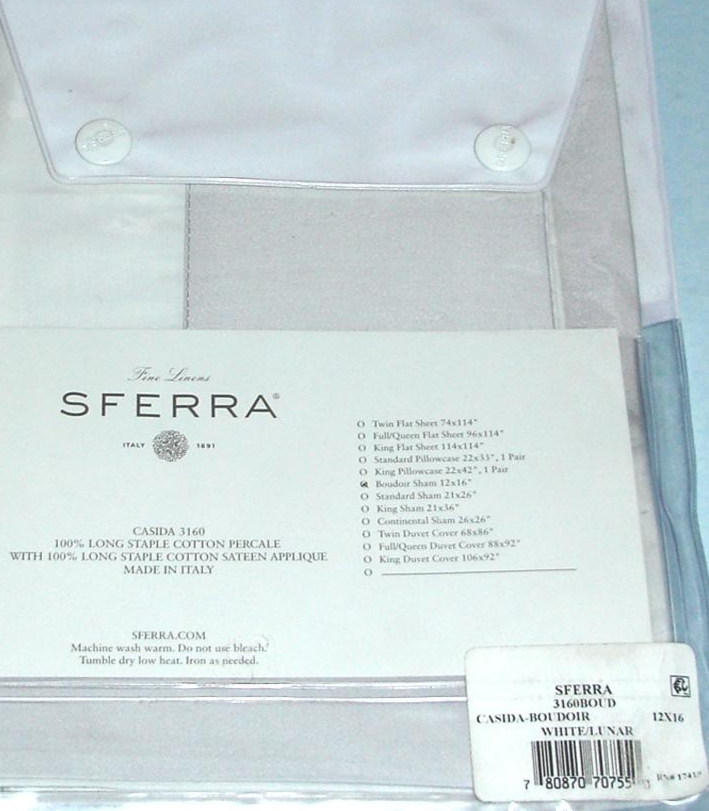 Fine Linens
SFERRA®
ITALY 1891
CASIDA 3160
100% LONG STAPLE COTTON PERCALE
WITH 100% LONG STAPLE COTTON SATEEN APPLIQUE
MADE IN ITALY
SFERRA.COM
Machine wash warm. Do not use bleach.
Tumble dry low heat. Iron as needed.
O Twin Flat Sheet 74x114"
O Full/Queen Flat Sheet 96x114"
O King Flat Sheet 114x114"
O Standard Pillowcase 22x33", 1 Pair
O King Pillowcase 22x42", 1 Pair
Boudoir Sham 12x16"
O Standard Sham 21x26"
O King Sham 21x36"
O Continental Sham 26x26"
O Twin Duvet Cover 68x86"
O Full/Queen Duvet Cover 88x92"
O King Duvet Cover 106x92"
O
SFERRA
3160BOUD
CASIDA-BOUDOIR 12X16
WHITE/LUNAR
7 80870 70755
RN#